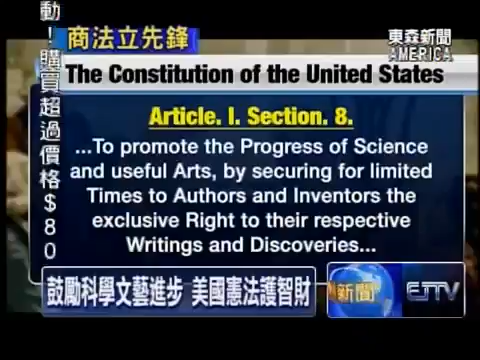 動!購買超過價格$80
商法立先鋒
東森新聞
AMERICA
The Constitution of the United States
Article. I. Section. 8.
...To promote the Progress of Science
and useful Arts, by securing for limited
Times to Authors and Inventors the
exclusive Right to their respective
Writings and Discoveries...
鼓勵科學文藝進步 美國憲法護智財
新聞
EJTV